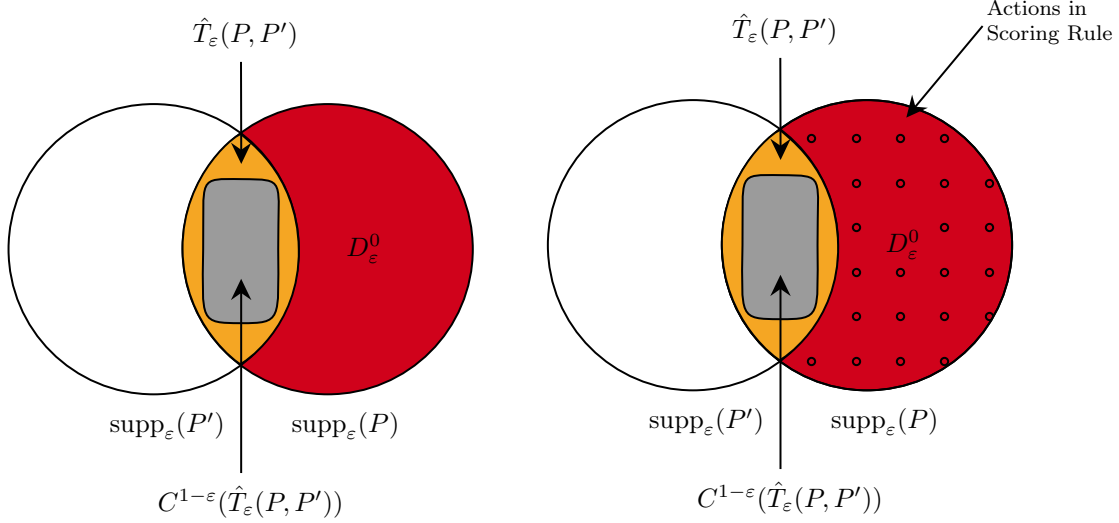 T̂_ε(P, P′)
D_ε^0
supp_ε(P′)
supp_ε(P)
C^{1−ε}(T̂_ε(P, P′))
Actions in
Scoring Rule
T̂_ε(P, P′)
D_ε^0
supp_ε(P′)
supp_ε(P)
C^{1−ε}(T̂_ε(P, P′))